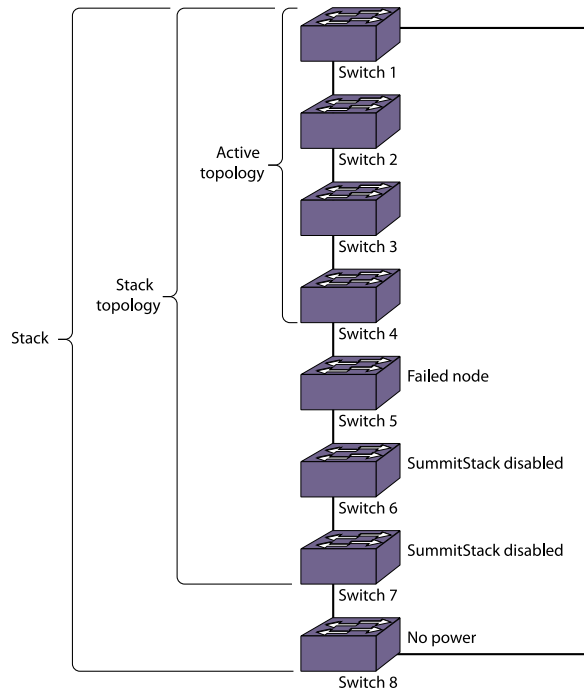 Switch 1
Switch 2
Active
topology
Switch 3
Stack
topology
Switch 4
Stack
Failed node
Switch 5
SummitStack disabled
Switch 6
SummitStack disabled
Switch 7
No power
Switch 8